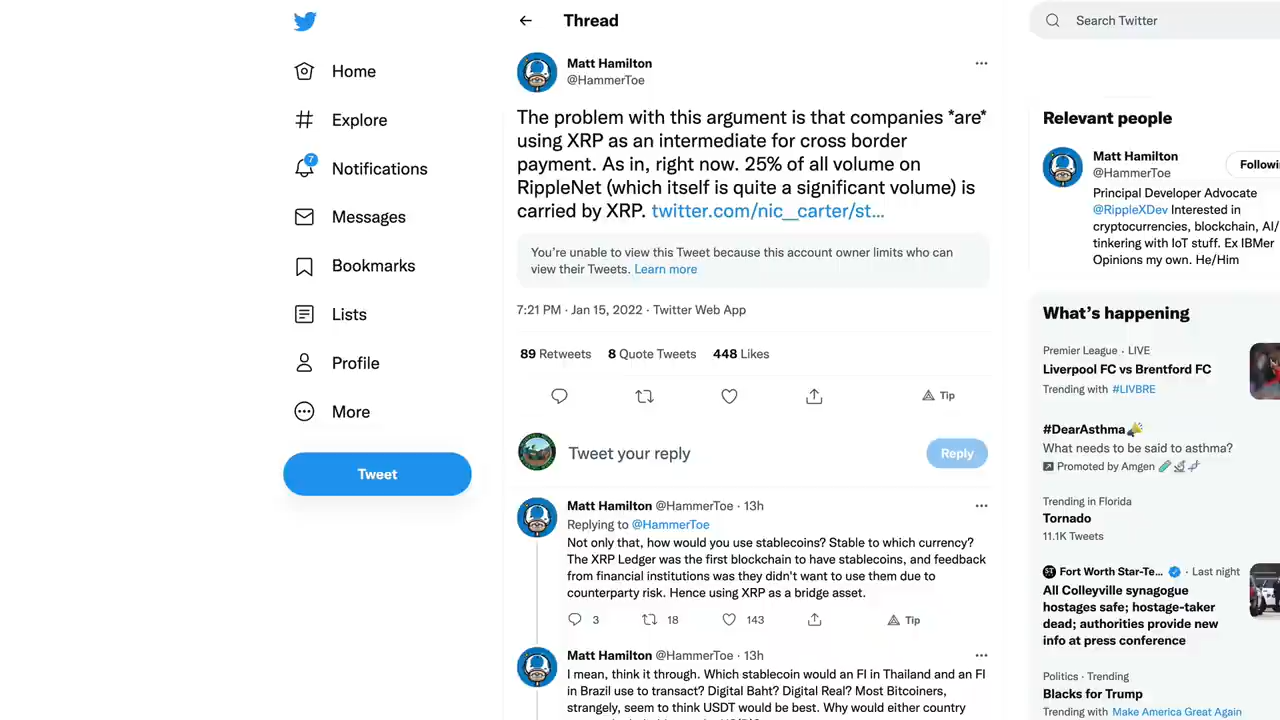 Home
Explore
7
Notifications
Messages
Bookmarks
Lists
Profile
More
Tweet
Thread
Matt Hamilton
@HammerToe
The problem with this argument is that companies *are*
using XRP as an intermediate for cross border
payment. As in, right now. 25% of all volume on
RippleNet (which itself is quite a significant volume) is
carried by XRP. twitter.com/nic__carter/st...
You're unable to view this Tweet because this account owner limits who can
view their Tweets. Learn more
7:21 PM · Jan 15, 2022 · Twitter Web App
89 Retweets 8 Quote Tweets 448 Likes
Tip
Tweet your reply
Reply
Matt Hamilton @HammerToe · 13h
Replying to @HammerToe
Not only that, how would you use stablecoins? Stable to which currency?
The XRP Ledger was the first blockchain to have stablecoins, and feedback
from financial institutions was they didn't want to use them due to
counterparty risk. Hence using XRP as a bridge asset.
3 18 143 Tip
Matt Hamilton @HammerToe · 13h
I mean, think it through. Which stablecoin would an FI in Thailand and an FI
in Brazil use to transact? Digital Baht? Digital Real? Most Bitcoiners,
strangely, seem to think USDT would be best. Why would either country
Search Twitter
Relevant people
Matt Hamilton
@HammerToe
Followi
Principal Developer Advocate
@RippleXDev Interested in
cryptocurrencies, blockchain, AI/
tinkering with IoT stuff. Ex IBMer
Opinions my own. He/Him
What's happening
Premier League · LIVE
Liverpool FC vs Brentford FC
Trending with #LIVBRE
#DearAsthma
What needs to be said to asthma?
Promoted by Amgen
Trending in Florida
Tornado
11.1K Tweets
Fort Worth Star-Te... · Last night
All Colleyville synagogue
hostages safe; hostage-taker
dead; authorities provide new
info at press conference
Politics · Trending
Blacks for Trump
Trending with Make America Great Again